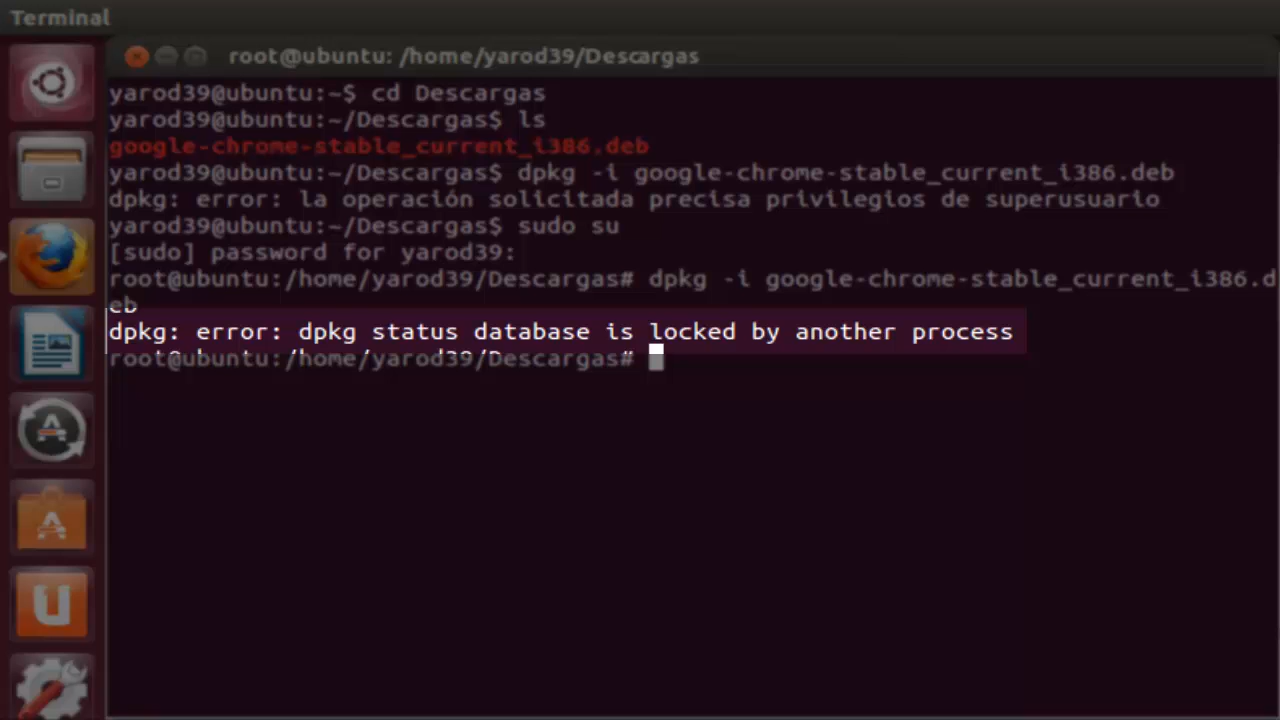 Terminal
root@ubuntu: /home/yarod39/Descargas
yarod39@ubuntu:~$ cd Descargas
yarod39@ubuntu:~/Descargas$ ls
google-chrome-stable_current_i386.deb
yarod39@ubuntu:~/Descargas$ dpkg -i google-chrome-stable_current_i386.deb
dpkg: error: la operación solicitada precisa privilegios de superusuario
yarod39@ubuntu:~/Descargas$ sudo su
[sudo] password for yarod39:
root@ubuntu:/home/yarod39/Descargas# dpkg -i google-chrome-stable_current_i386.d
eb
dpkg: error: dpkg status database is locked by another process
root@ubuntu:/home/yarod39/Descargas#